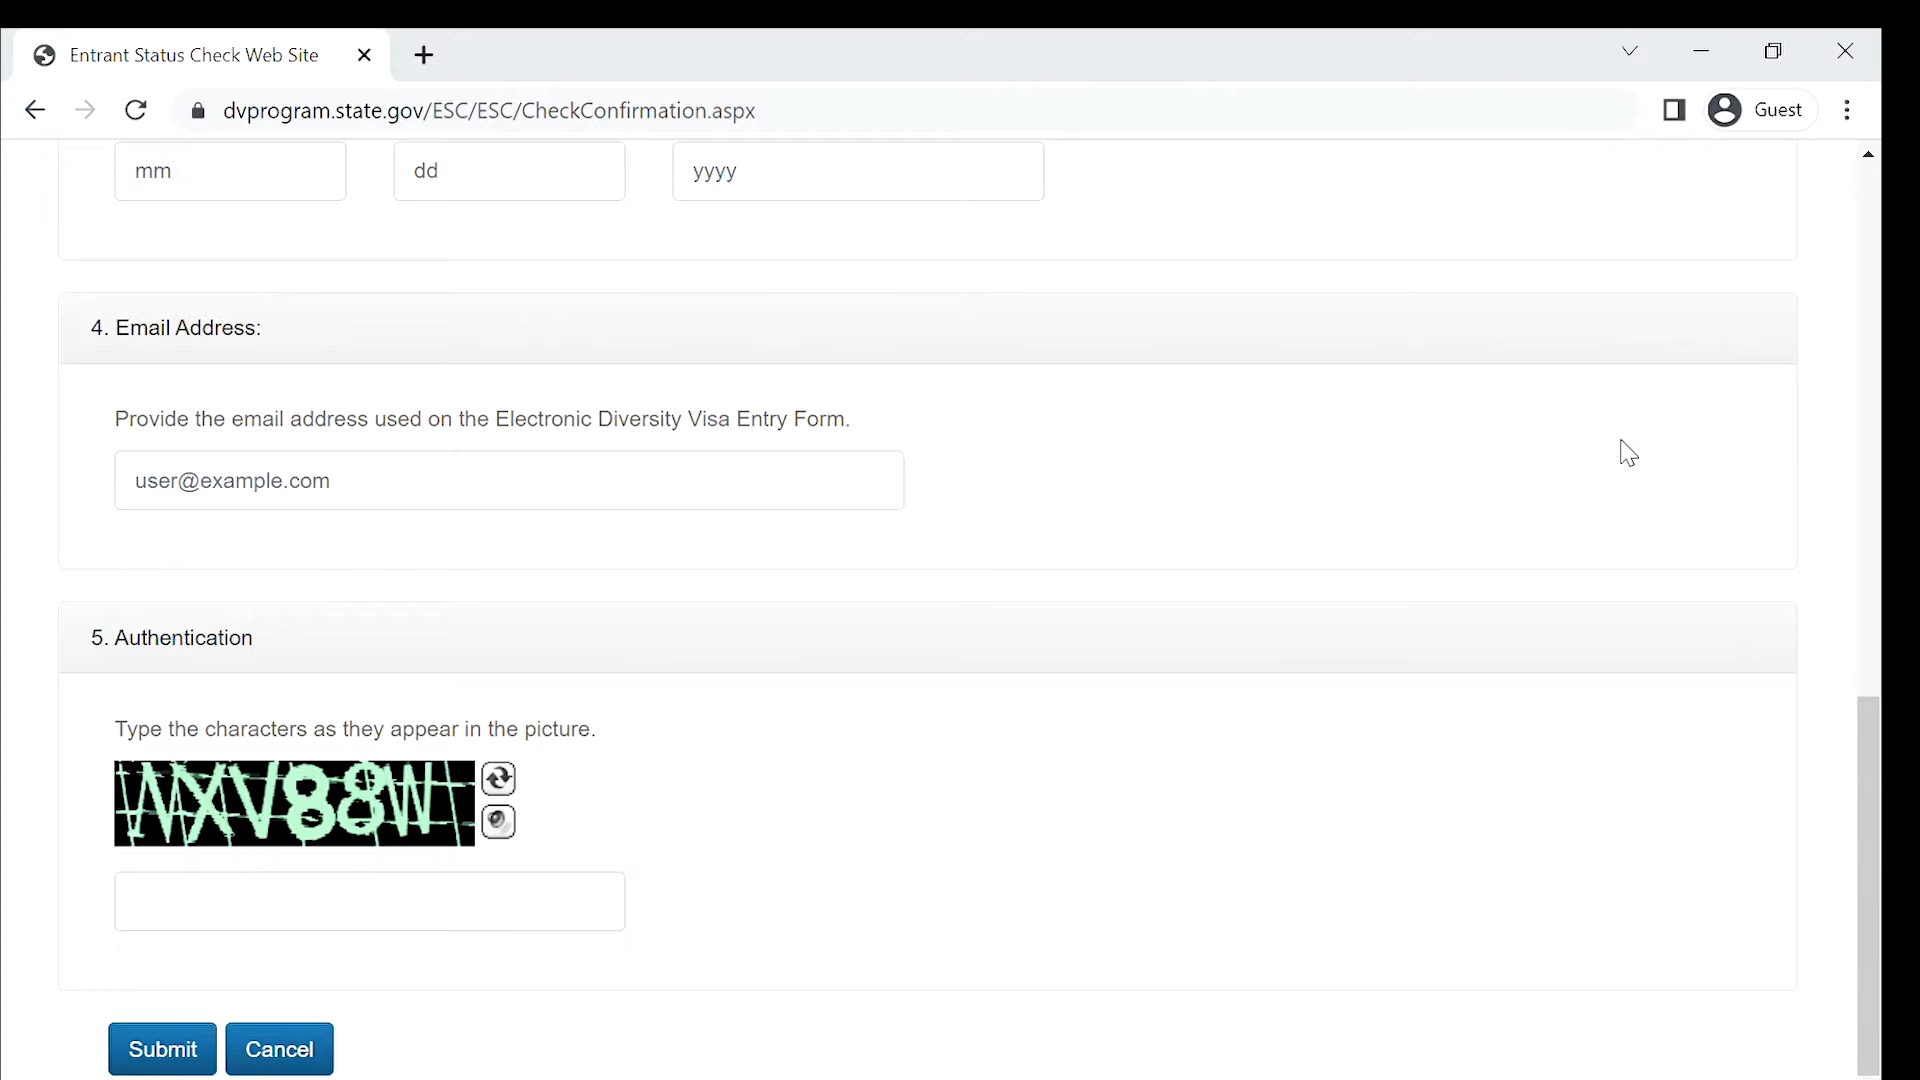 Entrant Status Check Web Site
dvprogram.state.gov/ESC/ESC/CheckConfirmation.aspx
Guest
mm dd yyyy
4. Email Address:
Provide the email address used on the Electronic Diversity Visa Entry Form.
user@example.com
5. Authentication
Type the characters as they appear in the picture.
Submit Cancel